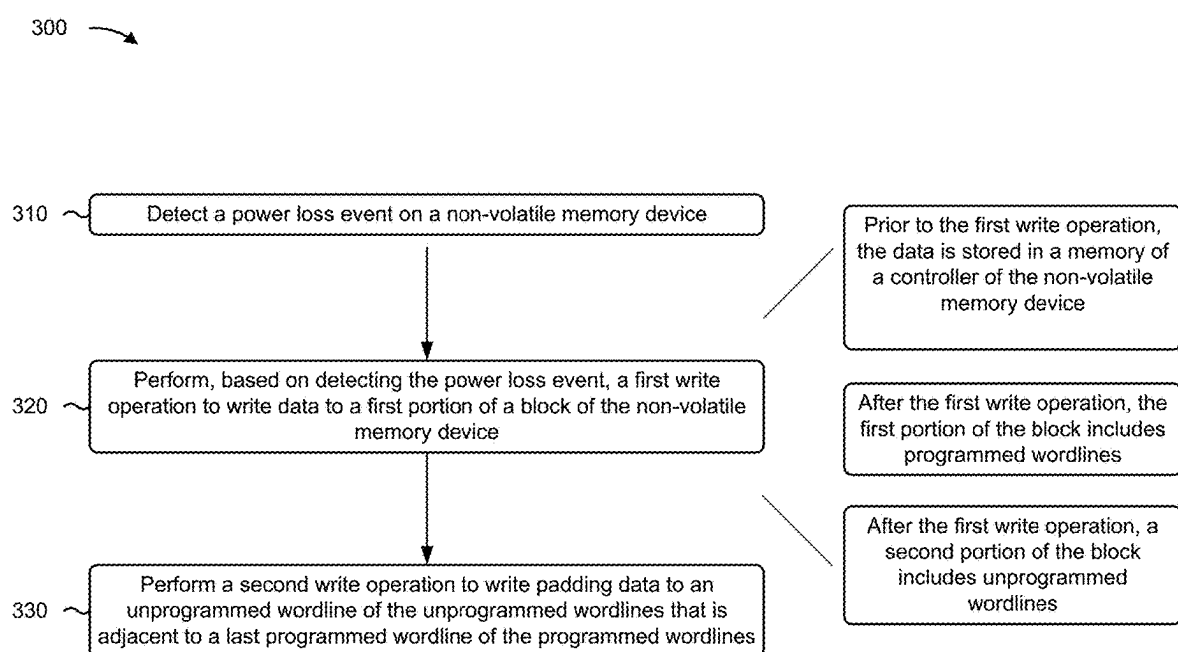 300
310
Detect a power loss event on a non-volatile memory device
Prior to the first write operation,
the data is stored in a memory of
a controller of the non-volatile
memory device
320
Perform, based on detecting the power loss event, a first write
operation to write data to a first portion of a block of the non-volatile
memory device
After the first write operation, the
first portion of the block includes
programmed wordlines
After the first write operation, a
second portion of the block
includes unprogrammed
wordlines
330
Perform a second write operation to write padding data to an
unprogrammed wordline of the unprogrammed wordlines that is
adjacent to a last programmed wordline of the programmed wordlines